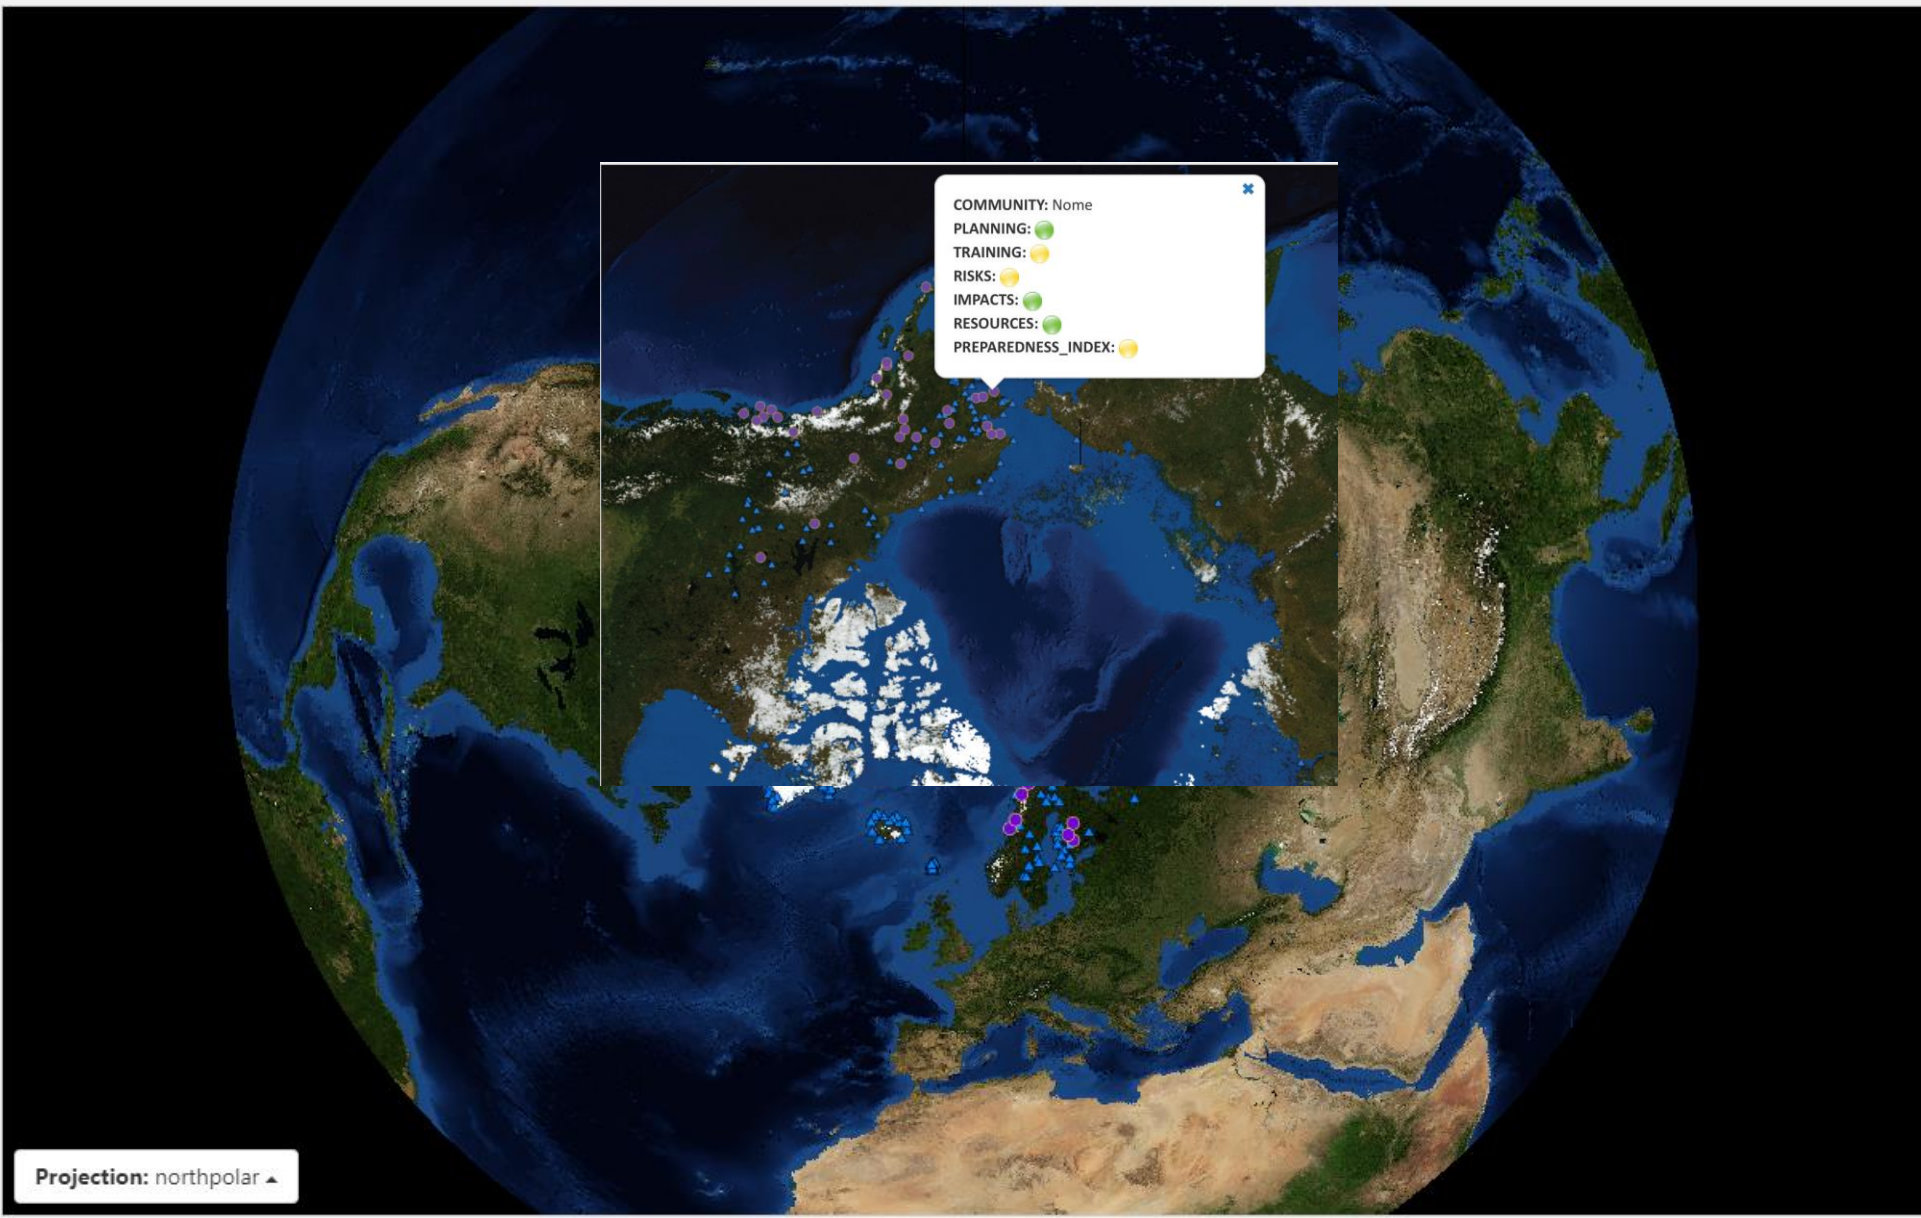 COMMUNITY: Nome
PLANNING:
TRAINING:
RISKS:
IMPACTS:
RESOURCES:
PREPAREDNESS_INDEX:
Projection: northpolar